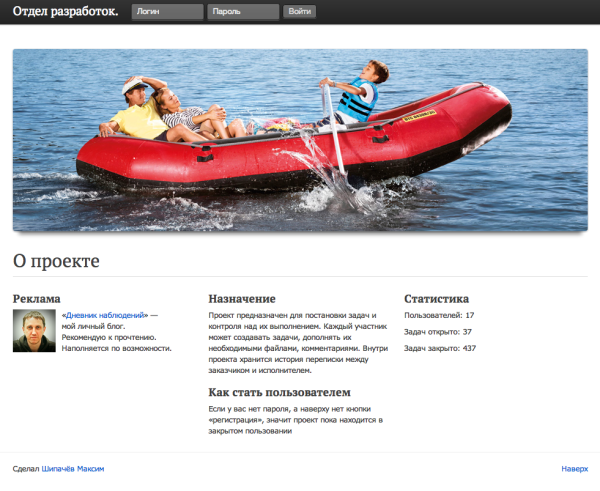 Отдел разработок. Логин Пароль Войти
О проекте
Реклама
«Дневник наблюдений» —
мой личный блог.
Рекомендую к прочтению.
Наполняется по возможности.
Назначение
Проект предназначен для постановки задач и
контроля над их выполнением. Каждый участник
может создавать задачи, дополнять их
необходимыми файлами, комментариями. Внутри
проекта хранится история переписки между
заказчиком и исполнителем.
Как стать пользователем
Если у вас нет пароля, а наверху нет кнопки
«регистрация», значит проект пока находится в
закрытом пользовании
Статистика
Пользователей: 17
Задач открыто: 37
Задач закрыто: 437
Сделал Шипачёв Максим
Наверх